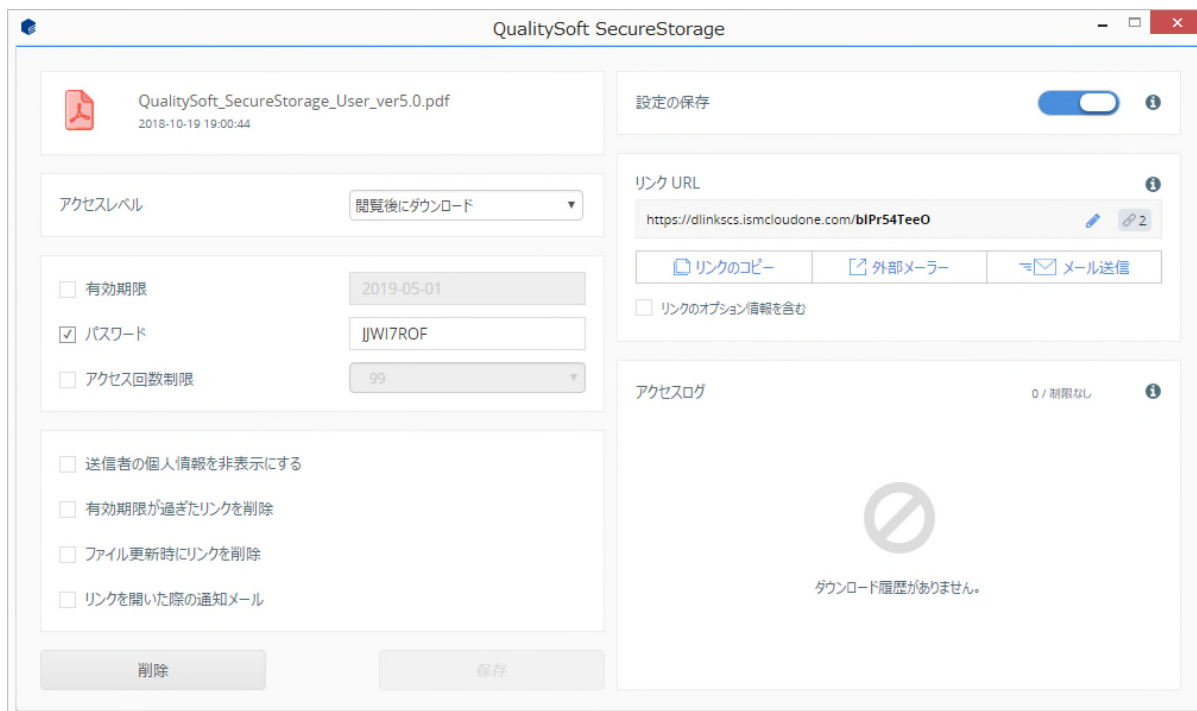 QualitySoft SecureStorage
QualitySoft_SecureStorage_User_ver5.0.pdf
2018-10-19 19:00:44
アクセスレベル
閲覧後にダウンロード
有効期限
2019-05-01
パスワード
JJWI7ROF
アクセス回数制限
99
送信者の個人情報を非表示にする
有効期限が過ぎたリンクを削除
ファイル更新時にリンクを削除
リンクを開いた際の通知メール
削除
保存
設定の保存
リンク URL
https://dlinkscs.ismcloudone.com/blPr54TeeO
2
リンクのコピー
外部メーラー
メール送信
リンクのオプション情報を含む
アクセスログ
0 / 制限なし
ダウンロード履歴がありません。